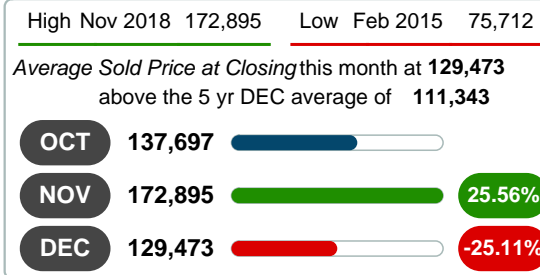 High Nov 2018 172,895 Low Feb 2015 75,712
Average Sold Price at Closing this month at 129,473
above the 5 yr DEC average of 111,343
OCT 137,697
NOV 172,895 25.56%
DEC 129,473 -25.11%